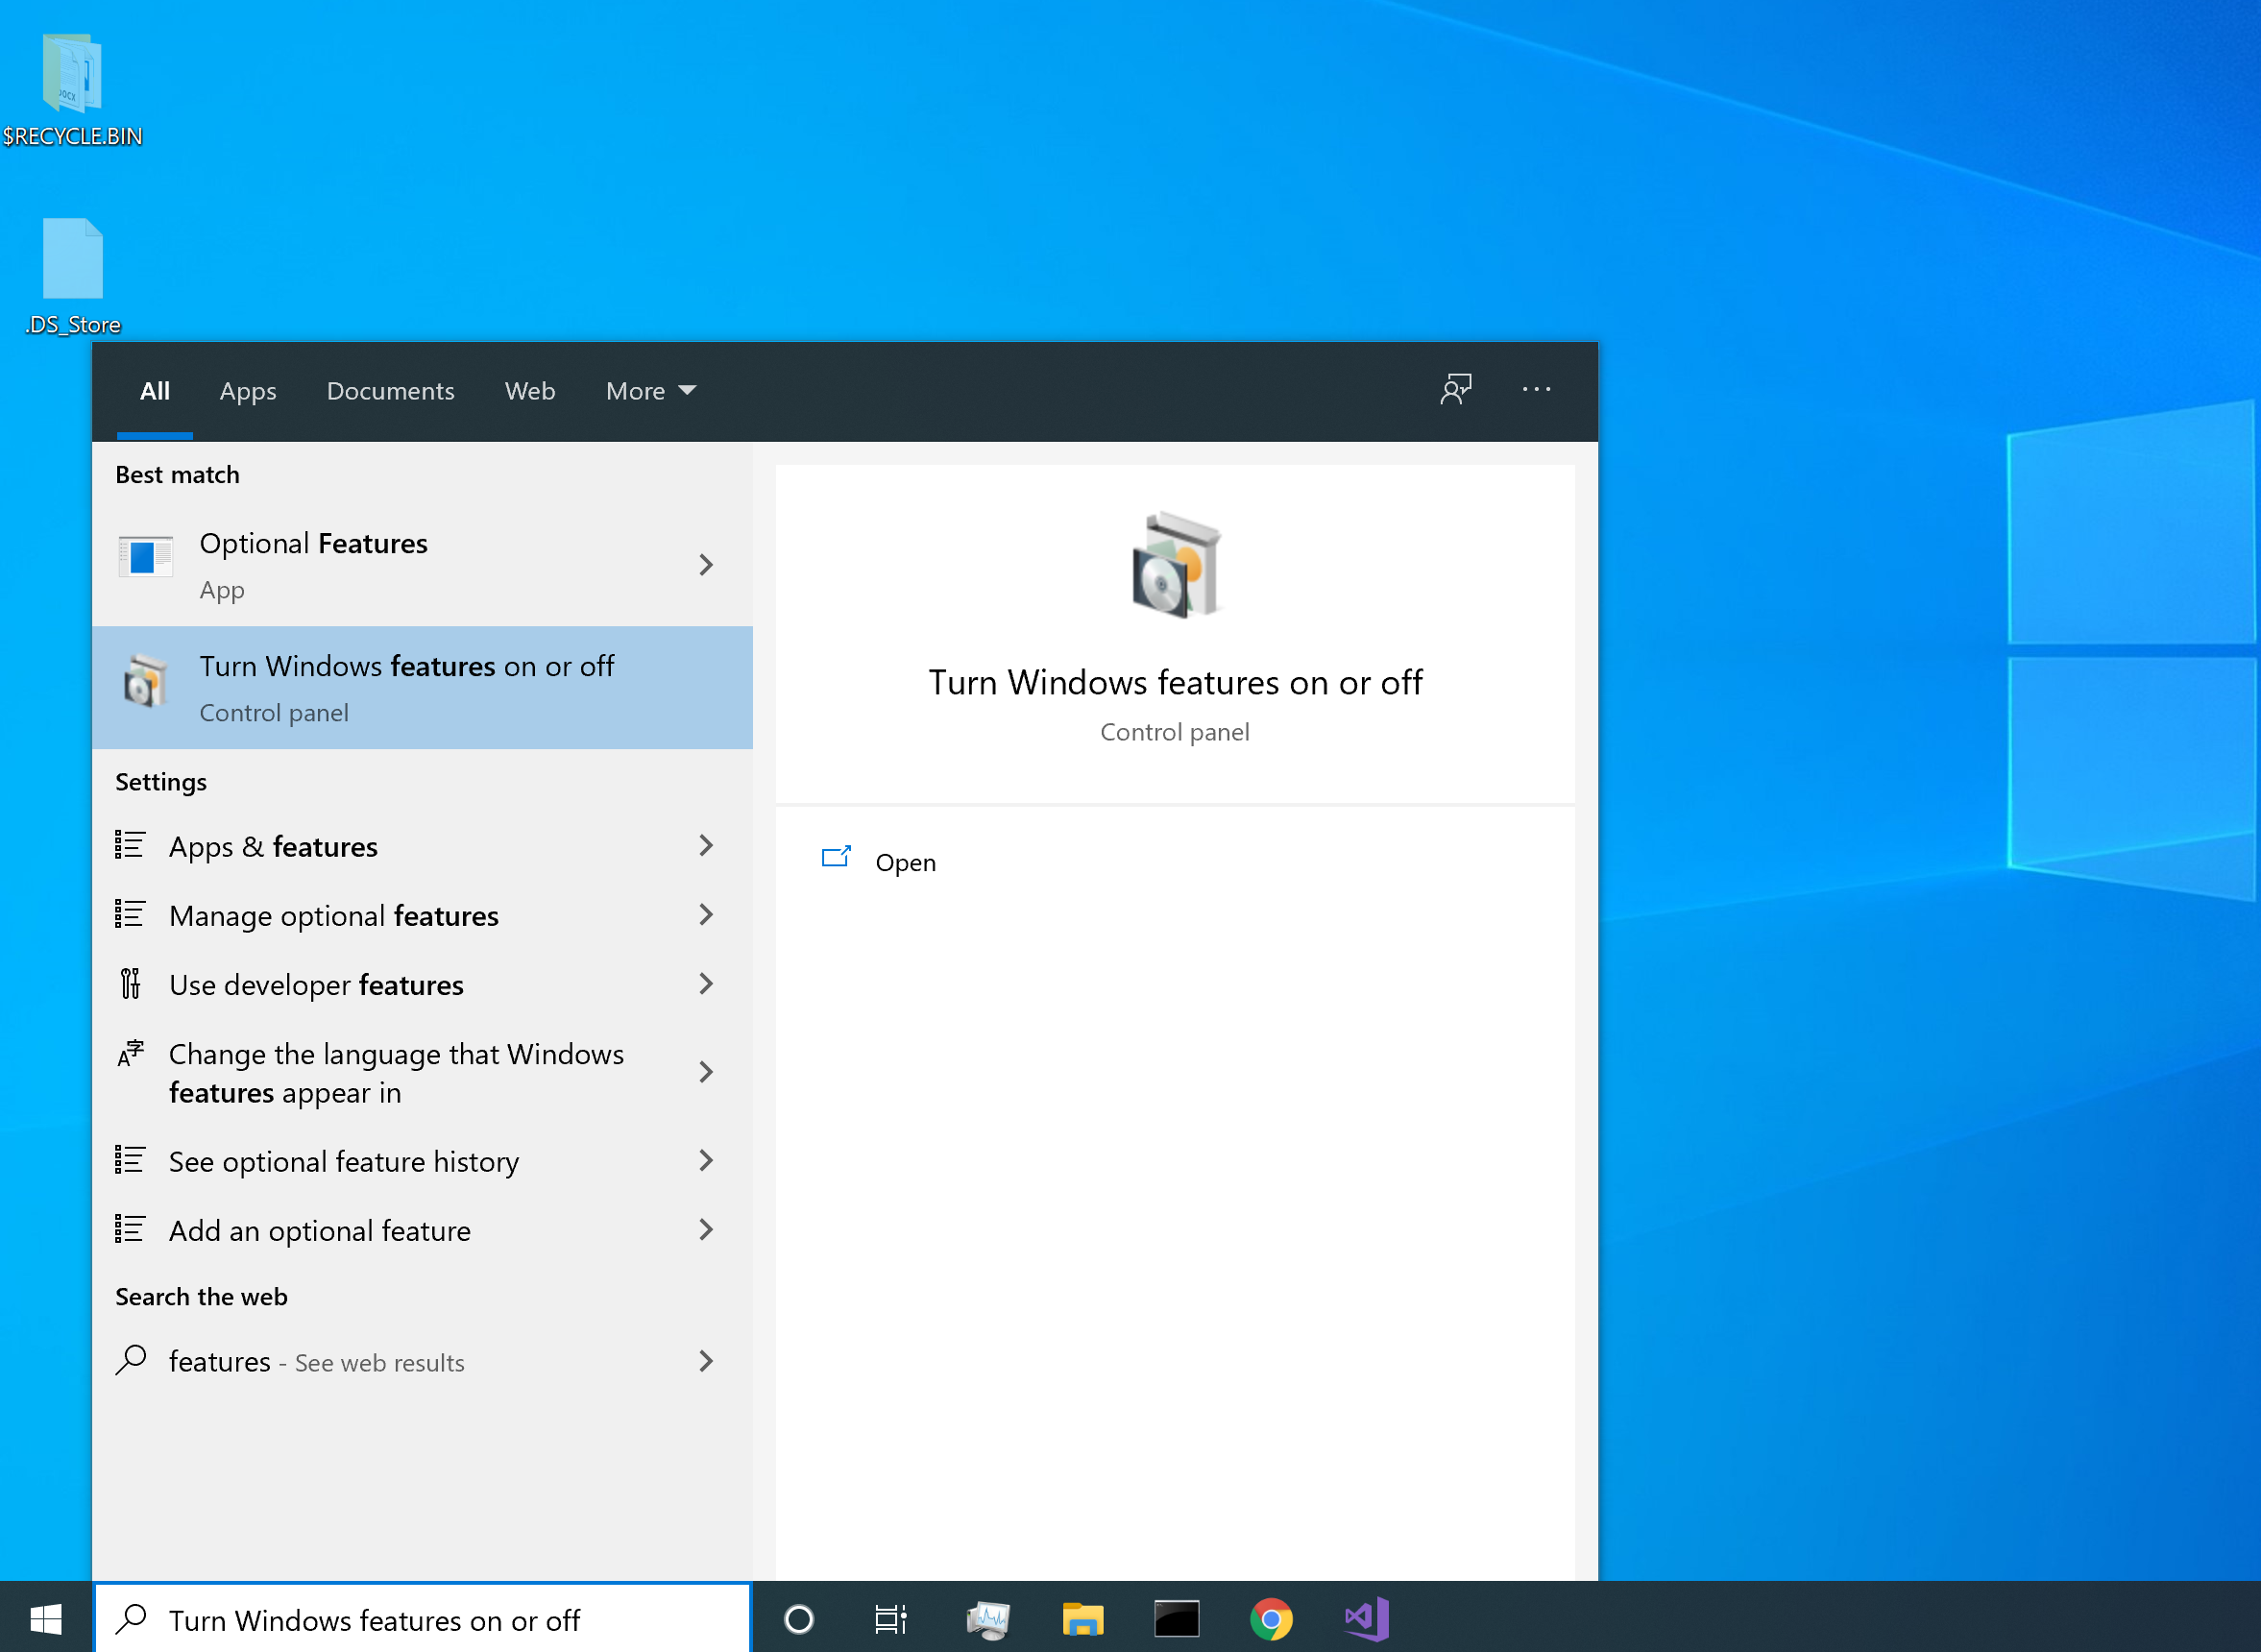 $RECYCLE.BIN
.DS_Store
All Apps Documents Web More
Best match
Optional Features
App
Turn Windows features on or off
Control panel
Settings
Apps & features
Manage optional features
Use developer features
Change the language that Windows
features appear in
See optional feature history
Add an optional feature
Search the web
features - See web results
Turn Windows features on or off
Control panel
Open
Turn Windows features on or off